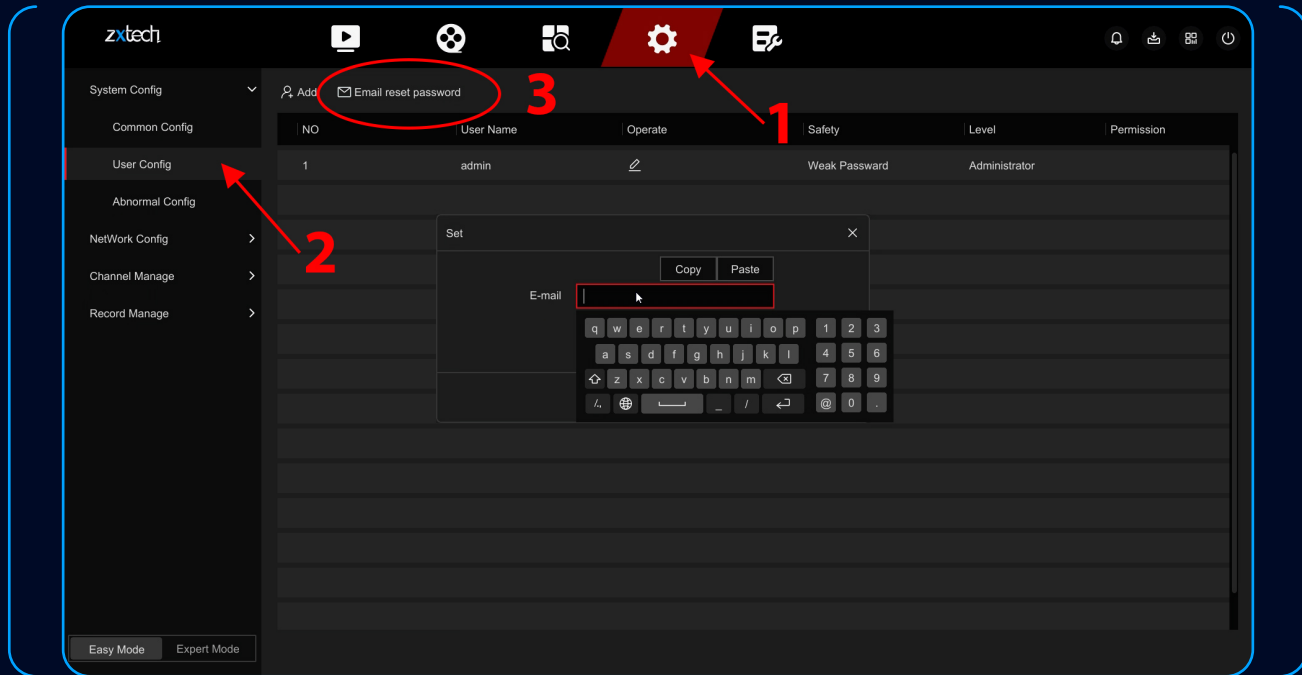 zxtech
System Config
Common Config
User Config
Abnormal Config
NetWork Config
Channel Manage
Record Manage
Easy Mode Expert Mode
Add Email reset password
3
1
2
NO User Name Operate Safety Level Permission
1 admin Weak Passward Administrator
Set
Copy Paste
E-mail
q w e r t y u i o p 1 2 3
a s d f g h j k l 4 5 6
z x c v b n m 7 8 9
/., _ / @ 0 .